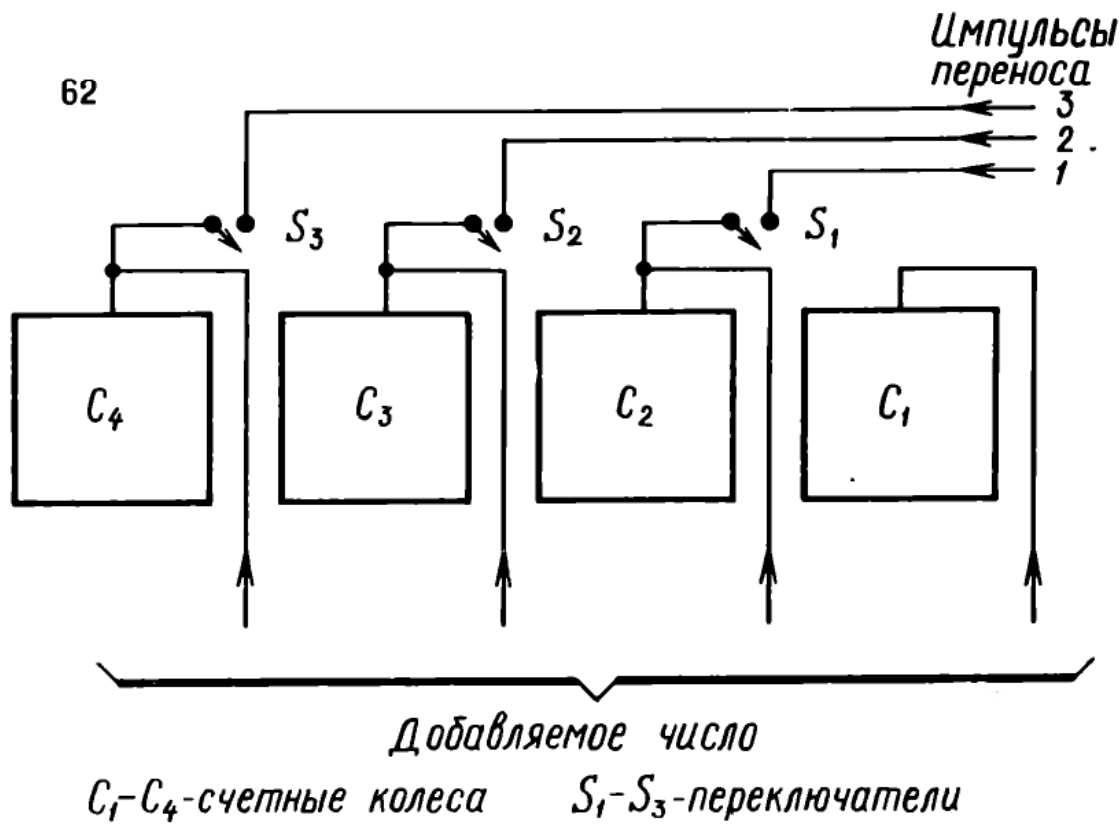 Импульсы
переноса
62
3
2
1
S₃
S₂
S₁
C₄
C₃
C₂
C₁
Добавляемое число
C₁-C₄-счетные колеса S₁-S₃-переключатели